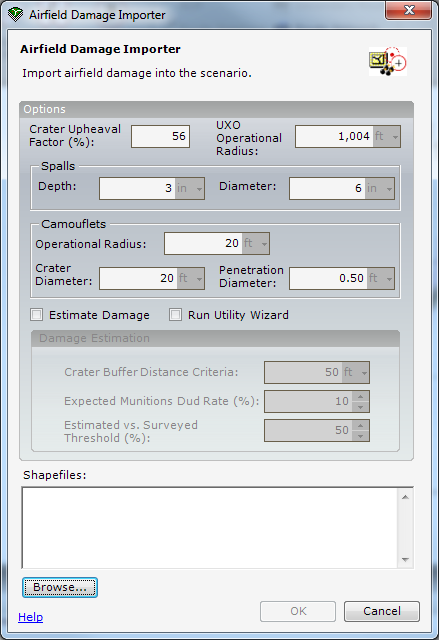 Airfield Damage Importer
Airfield Damage Importer
Import airfield damage into the scenario.
Options
Crater Upheaval
Factor (%):
56
UXO
Operational
Radius:
1,004 ft
Spalls
Depth:
3 in
Diameter:
6 in
Camouflets
Operational Radius:
20 ft
Crater
Diameter:
20 ft
Penetration
Diameter:
0.50 ft
Estimate Damage
Run Utility Wizard
Damage Estimation
Crater Buffer Distance Criteria:
50 ft
Expected Munitions Dud Rate (%):
10
Estimated vs. Surveyed
Threshold (%):
50
Shapefiles:
Browse...
Help
OK
Cancel